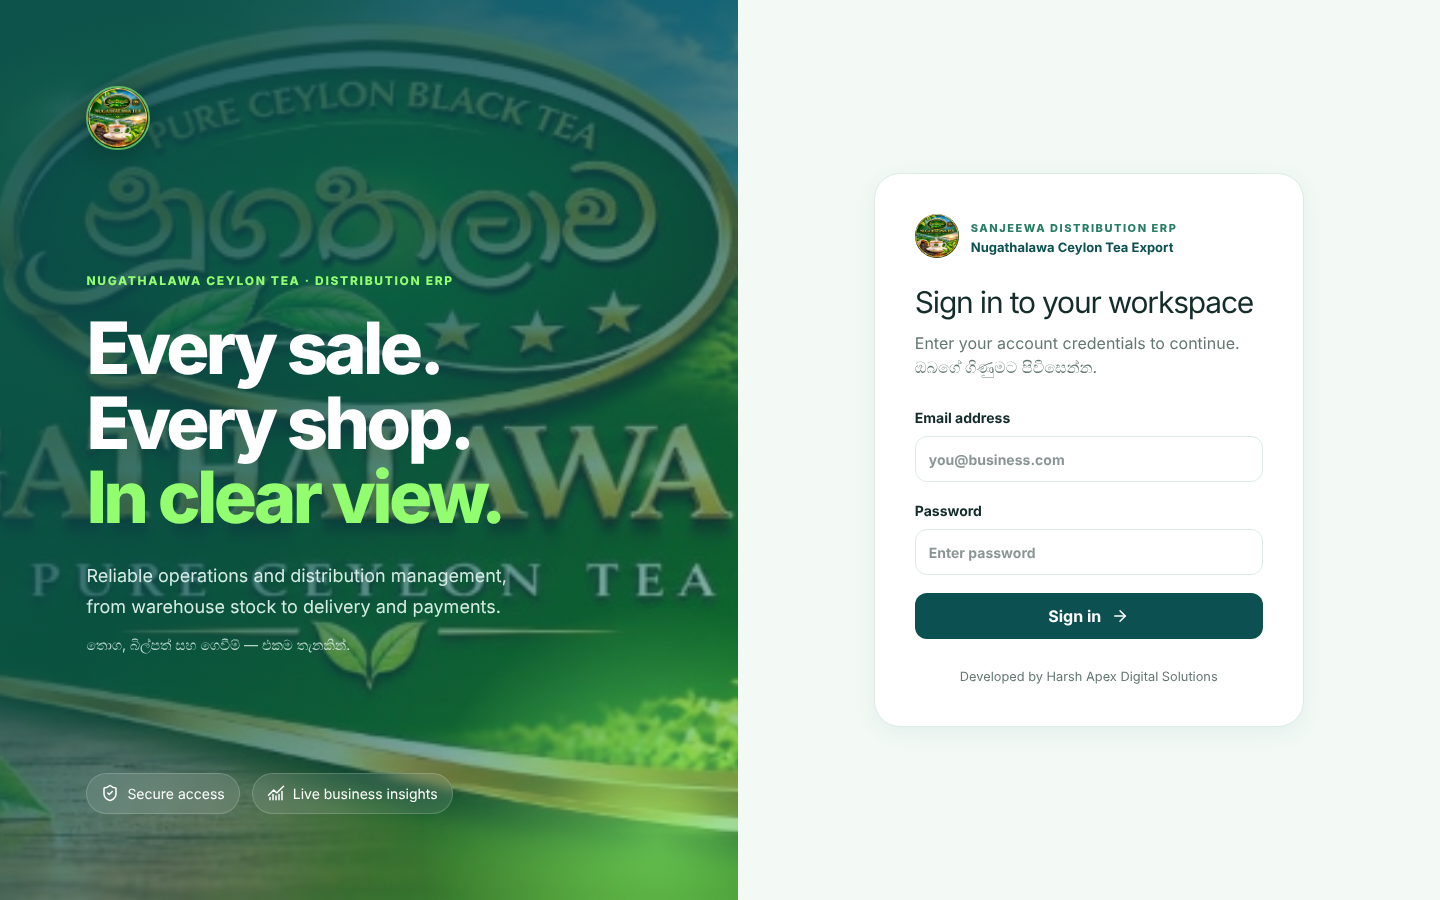 PURE CEYLON BLACK TEA
නුගතලාව
NUGATHALAWA CEYLON TEA · DISTRIBUTION ERP
Every sale.
Every shop.
In clear view.
GATHALAWA
PURE CEYLON TEA
Reliable operations and distribution management,
from warehouse stock to delivery and payments.
තොග, බිල්පත් සහ ගෙවීම් — එකම තැනකින්.
Secure access
Live business insights
SANJEEWA DISTRIBUTION ERP
Nugathalawa Ceylon Tea Export
Sign in to your workspace
Enter your account credentials to continue.
ඔබගේ ගිණුමට පිවිසෙන්න.
Email address
you@business.com
Password
Enter password
Sign in
Developed by Harsh Apex Digital Solutions